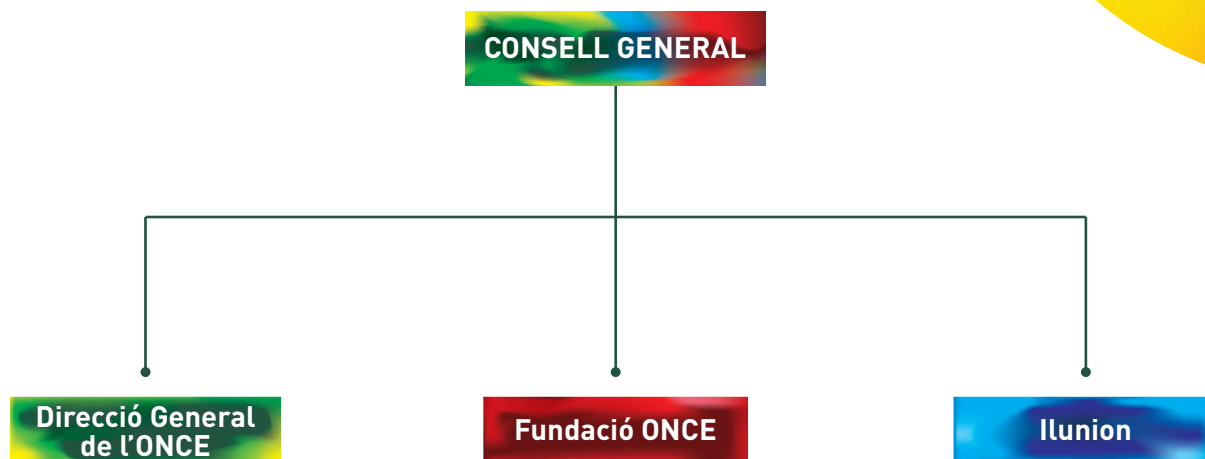 CONSELL GENERAL
Direcció General
de l'ONCE
Fundació ONCE
Ilunion